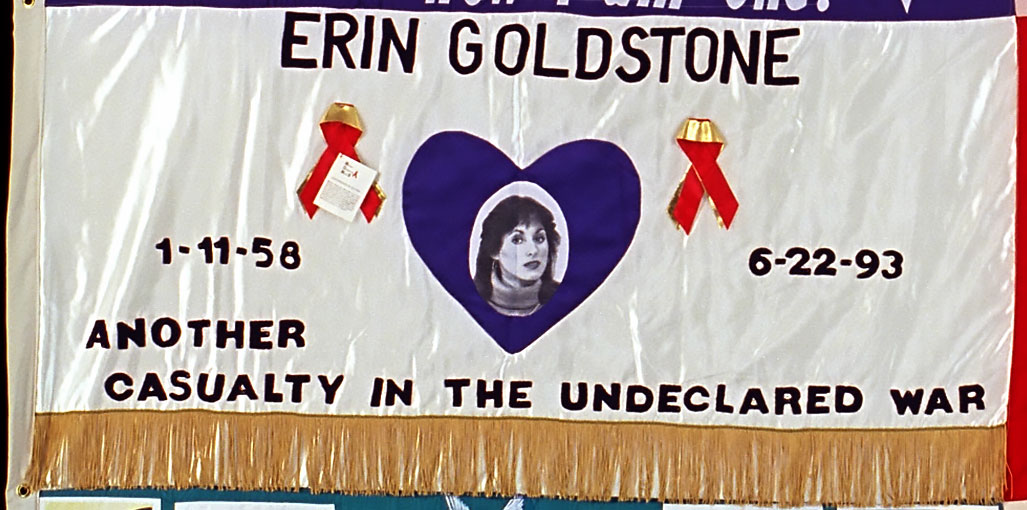 ERIN GOLDSTONE
1-11-58
6-22-93
ANOTHER
CASUALTY IN THE UNDECLARED WAR